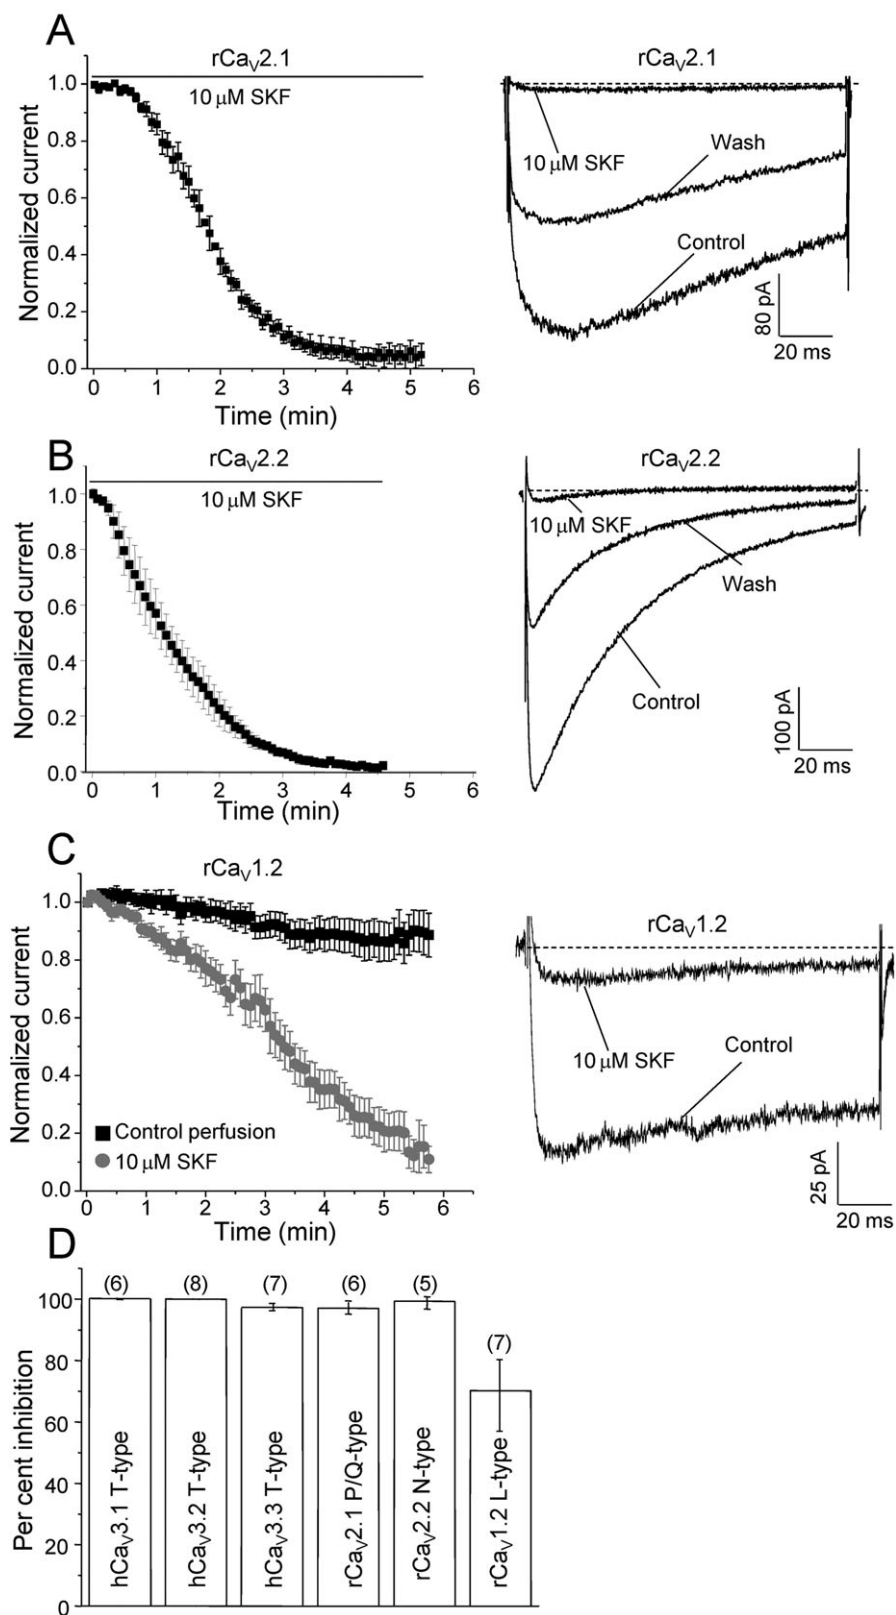 A
rCaV2.1
10 μM SKF
Normalized current
1.0
0.8
0.6
0.4
0.2
0.0
0 1 2 3 4 5 6
Time (min)
rCaV2.1
10 μM SKF
Wash
Control
80 pA
20 ms
B
rCaV2.2
10 μM SKF
Normalized current
1.0
0.8
0.6
0.4
0.2
0.0
0 1 2 3 4 5 6
Time (min)
rCaV2.2
10 μM SKF
Wash
Control
100 pA
20 ms
C
rCaV1.2
Normalized current
1.0
0.8
0.6
0.4
0.2
0.0
Control perfusion
10 μM SKF
0 1 2 3 4 5 6
Time (min)
rCaV1.2
10 μM SKF
Control
25 pA
20 ms
D
Per cent inhibition
100
80
60
40
20
0
(6) (8) (7) (6) (5) (7)
hCaV3.1 T-type
hCaV3.2 T-type
hCaV3.3 T-type
rCaV2.1 P/Q-type
rCaV2.2 N-type
rCaV1.2 L-type